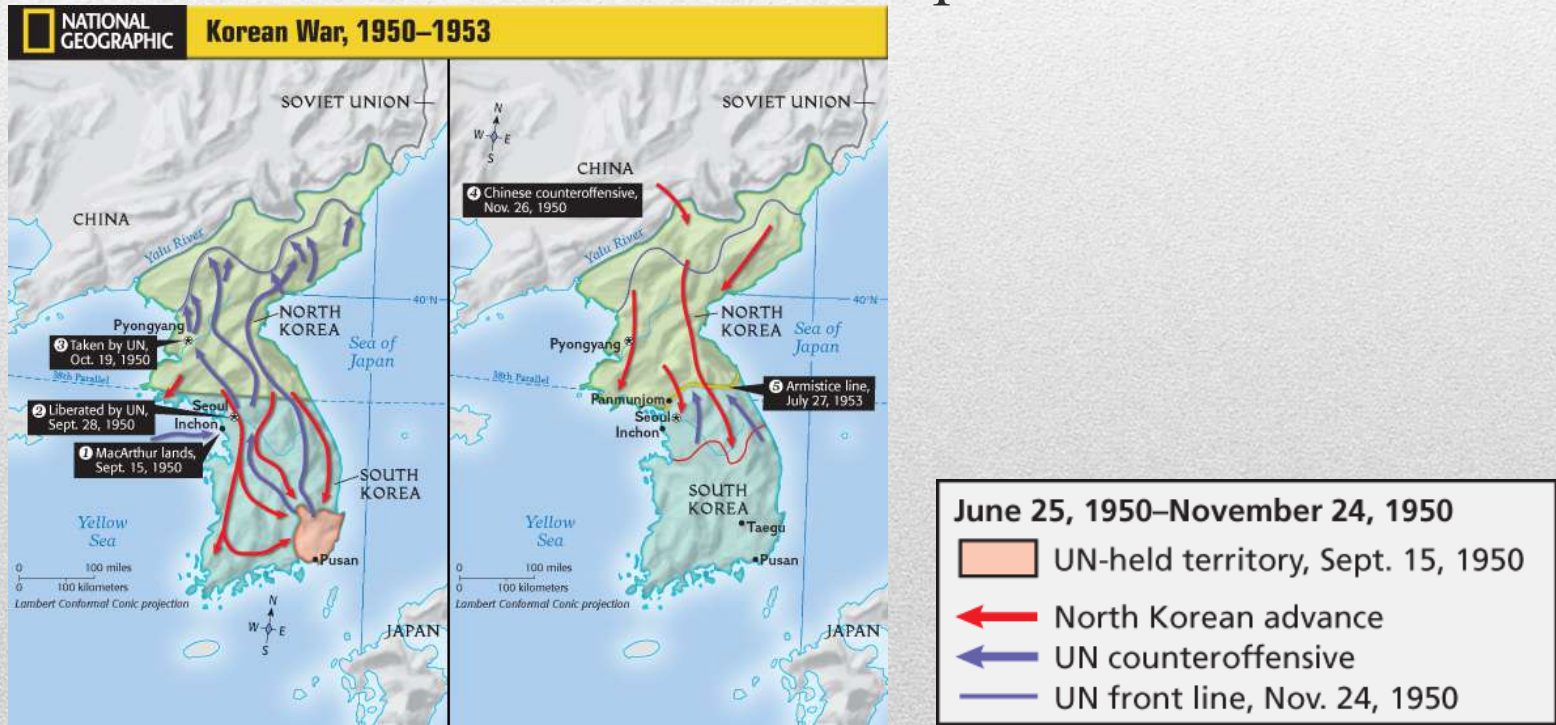 NATIONAL
GEOGRAPHIC
Korean War, 1950–1953
SOVIET UNION
CHINA
Yalu River
40°N
NORTH
KOREA
Pyongyang
3 Taken by UN,
Oct. 19, 1950
Sea of
Japan
38th Parallel
2 Liberated by UN,
Sept. 28, 1950
Seoul
Inchon
1 MacArthur lands,
Sept. 15, 1950
SOUTH
KOREA
Yellow
Sea
Pusan
0 100 miles
0 100 kilometers
Lambert Conformal Conic projection
N
W E
S
JAPAN
SOVIET UNION
N
W E
S
CHINA
4 Chinese counteroffensive,
Nov. 26, 1950
Yalu River
40°N
NORTH
KOREA
Sea of
Japan
Pyongyang
38th Parallel
5 Armistice line,
July 27, 1953
Panmunjom
Seoul
Inchon
SOUTH
KOREA
Taegu
Yellow
Sea
Pusan
0 100 miles
0 100 kilometers
Lambert Conformal Conic projection
JAPAN
June 25, 1950–November 24, 1950
UN-held territory, Sept. 15, 1950
North Korean advance
UN counteroffensive
UN front line, Nov. 24, 1950